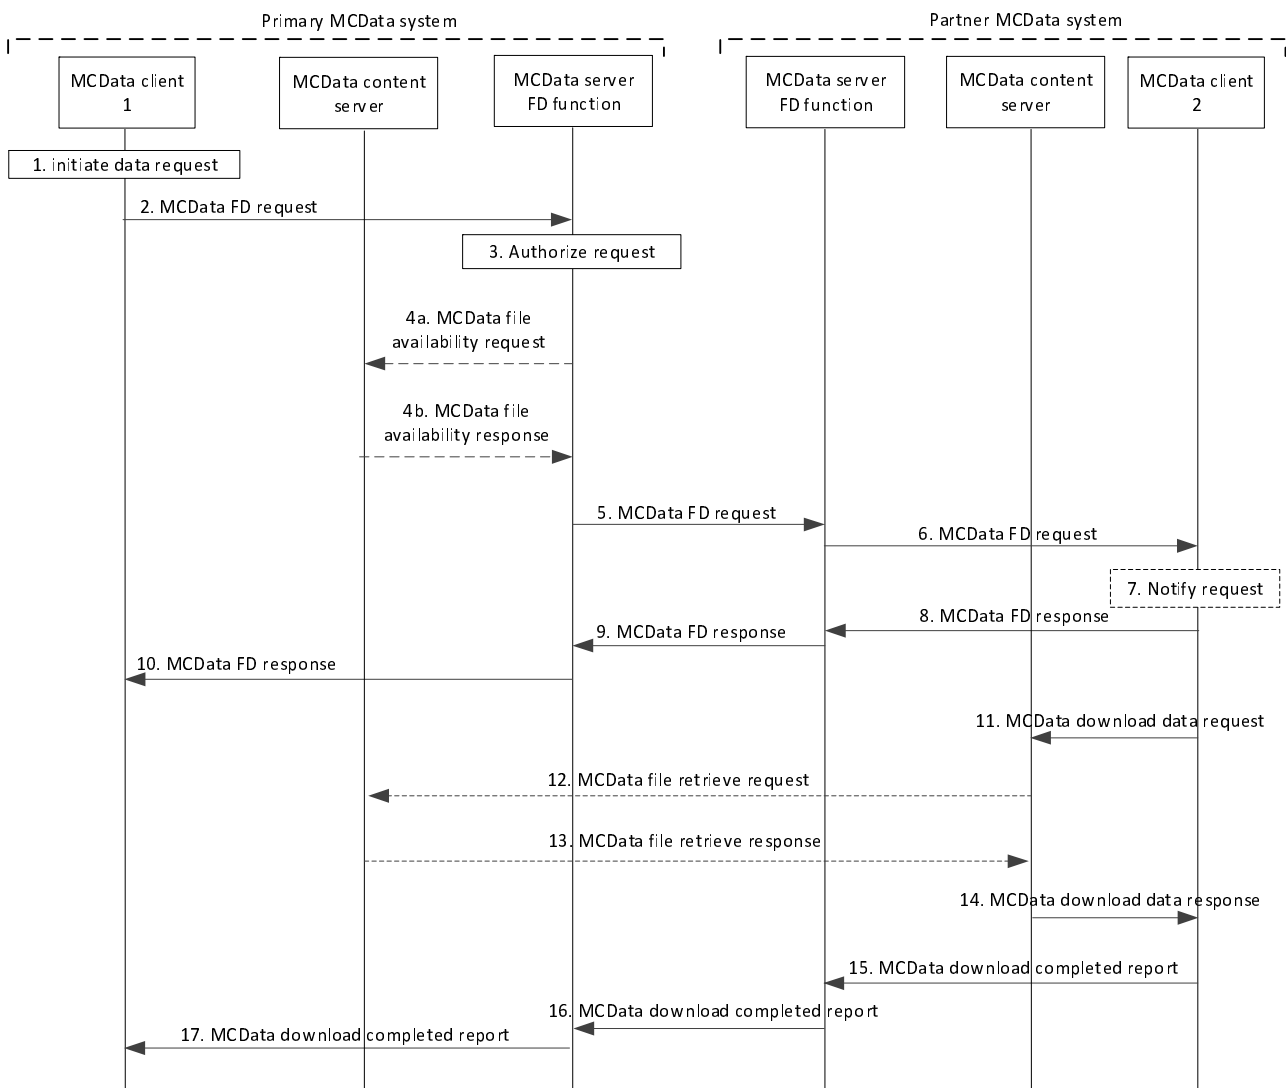 Primary MCData system
Partner MCData system
MCData client
1
MCData content
server
MCData server
FD function
MCData server
FD function
MCData content
server
MCData client
2
1. initiate data request
2. MCData FD request
3. Authorize request
4a. MCData file
availability request
4b. MCData file
availability response
5. MCData FD request
6. MCData FD request
7. Notify request
8. MCData FD response
9. MCData FD response
10. MCData FD response
11. MCData download data request
12. MCData file retrieve request
13. MCData file retrieve response
14. MCData download data response
15. MCData download completed report
16. MCData download completed report
17. MCData download completed report